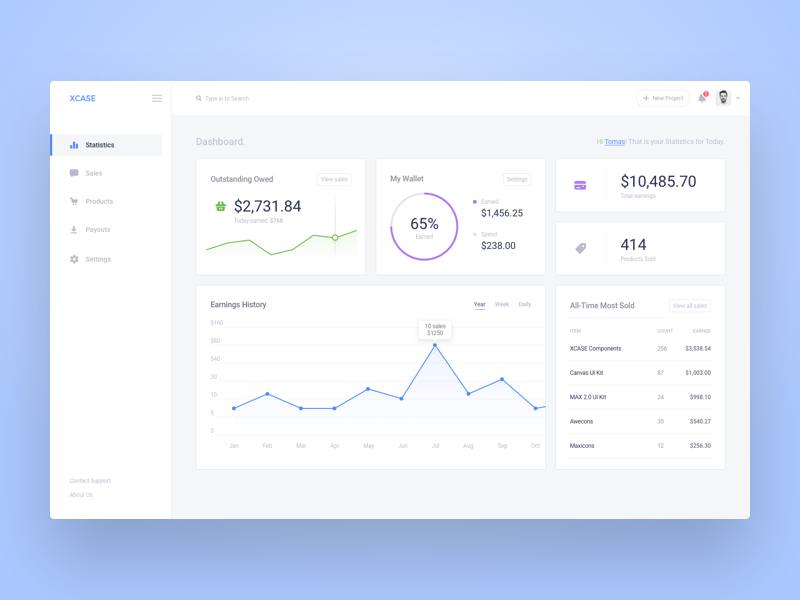 XCASE
Type in to Search
New Project
Statistics
Sales
Products
Payouts
Settings
Contact Support
About Us
Dashboard.
Hi Tomas! That is your Statistics for Today.
Outstanding Owed
View sales
$2,731.84
Today earned: $768
My Wallet
Settings
65%
Earned
Earned
$1,456.25
Spend
$238.00
$10,485.70
Total earnings
414
Products Sold
Earnings History
Year Week Daily
10 sales
$1250
$160
$60
$40
20
10
5
0
Jan Feb Mar Apr May Jun Jul Aug Sep Oct
All-Time Most Sold
View all sales
ITEM COUNT EARNED
XCASE Components 256 $3,538.54
Canvas UI Kit 87 $1,003.00
MAX 2.0 UI Kit 24 $998.10
Awecons 35 $540.27
Maxicons 12 $256.30